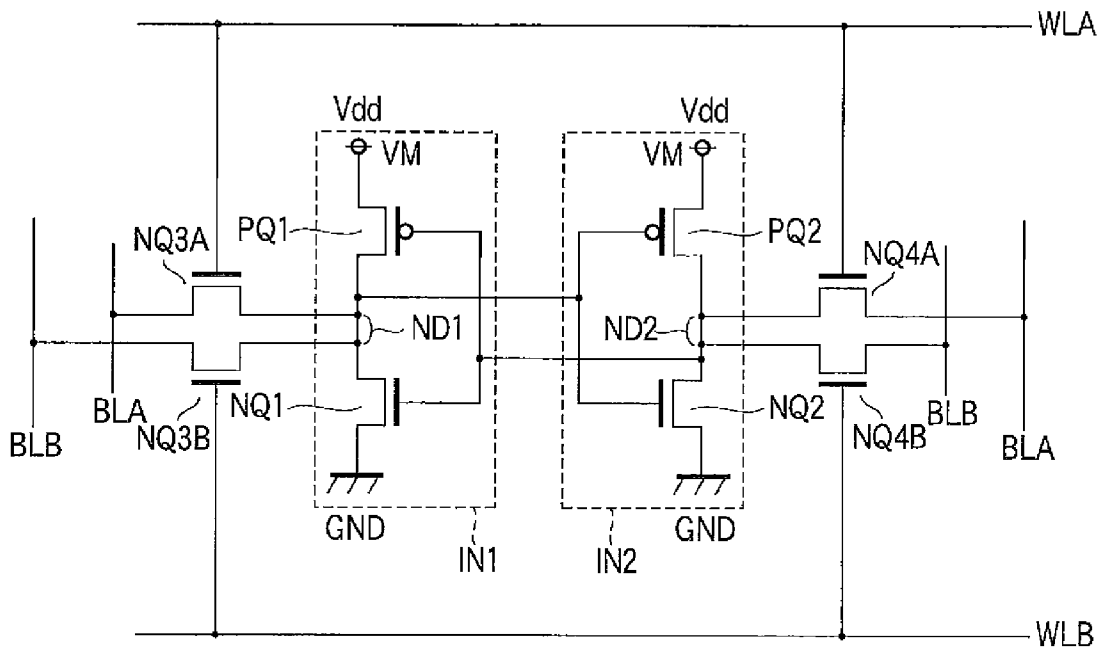 WLA
Vdd
Vdd
VM
VM
PQ1
PQ2
NQ3A
NQ4A
ND1
ND2
NQ1
NQ2
BLA
BLB
NQ3B
NQ4B
BLB
BLA
GND
GND
IN1
IN2
WLB